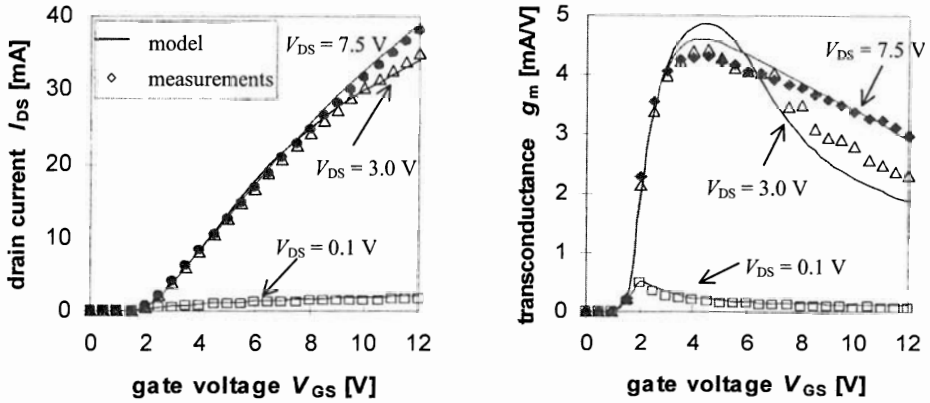 drain current I_DS [mA]
40
30
20
10
0
model
measurements
V_DS = 7.5 V
V_DS = 3.0 V
V_DS = 0.1 V
0 2 4 6 8 10 12
gate voltage V_GS [V]
transconductance g_m [mA/V]
5
4
3
2
1
0
V_DS = 7.5 V
V_DS = 3.0 V
V_DS = 0.1 V
0 2 4 6 8 10 12
gate voltage V_GS [V]